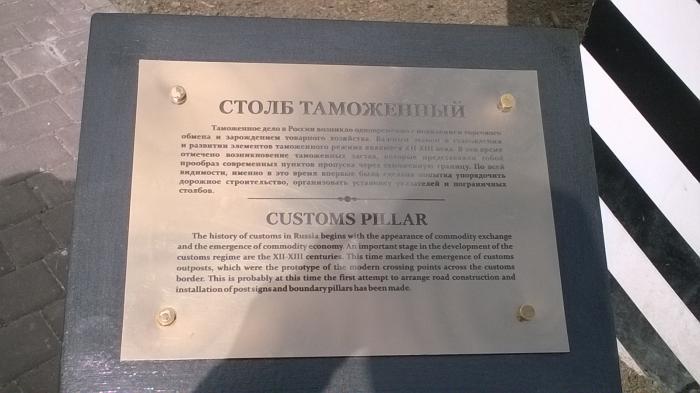 СТОЛБ ТАМОЖЕННЫЙ
Таможенное дело в России возникло одновременно с появлением торгового
обмена и зарождением товарного хозяйства. Важным этапом в становлении
и развитии элементов таможенного режима являются XII-XIII века. В это время
отмечено возникновение таможенных застав, которые представляли собой
прообраз современных пунктов пропуска через таможенную границу. По всей
видимости, именно в это время впервые была сделана попытка упорядочить
дорожное строительство, организовать установку указателей и пограничных
столбов.
CUSTOMS PILLAR
The history of customs in Russia begins with the appearance of commodity exchange
and the emergence of commodity economy. An important stage in the development of the
customs regime are the XII-XIII centuries. This time marked the emergence of customs
outposts, which were the prototype of the modern crossing points across the customs
border. This is probably at this time the first attempt to arrange road construction and
installation of post signs and boundary pillars has been made.